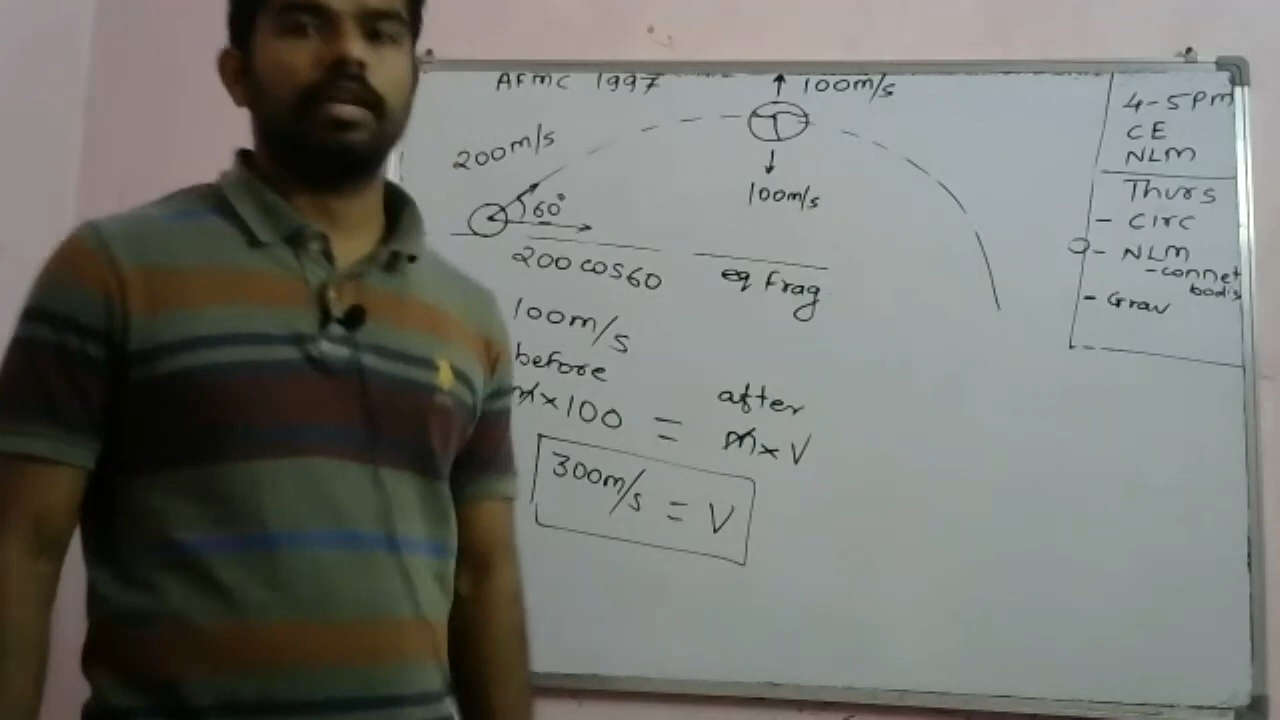 AFMC 1997
100m/s
200m/s
60°
100m/s
200 cos60
eq Frag
100m/s
before
after
m×100 = m×V
300m/s = V
4-5pm
CE
NLM
Thurs
- Circ
- NLM
- connet
bodis
- Grav